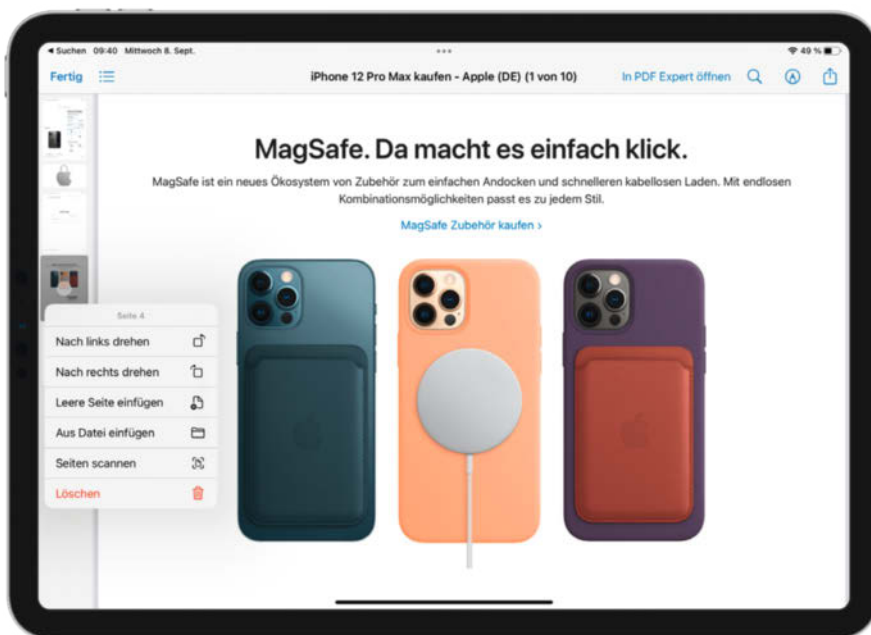 ◀ Suchen 09:40 Mittwoch 8. Sept.
49 %
Fertig
iPhone 12 Pro Max kaufen - Apple (DE) (1 von 10)
In PDF Expert öffnen
MagSafe. Da macht es einfach klick.
MagSafe ist ein neues Ökosystem von Zubehör zum einfachen Andocken und schnelleren kabellosen Laden. Mit endlosen
Kombinationsmöglichkeiten passt es zu jedem Stil.
MagSafe Zubehör kaufen ›
Seite 4
Nach links drehen
Nach rechts drehen
Leere Seite einfügen
Aus Datei einfügen
Seiten scannen
Löschen